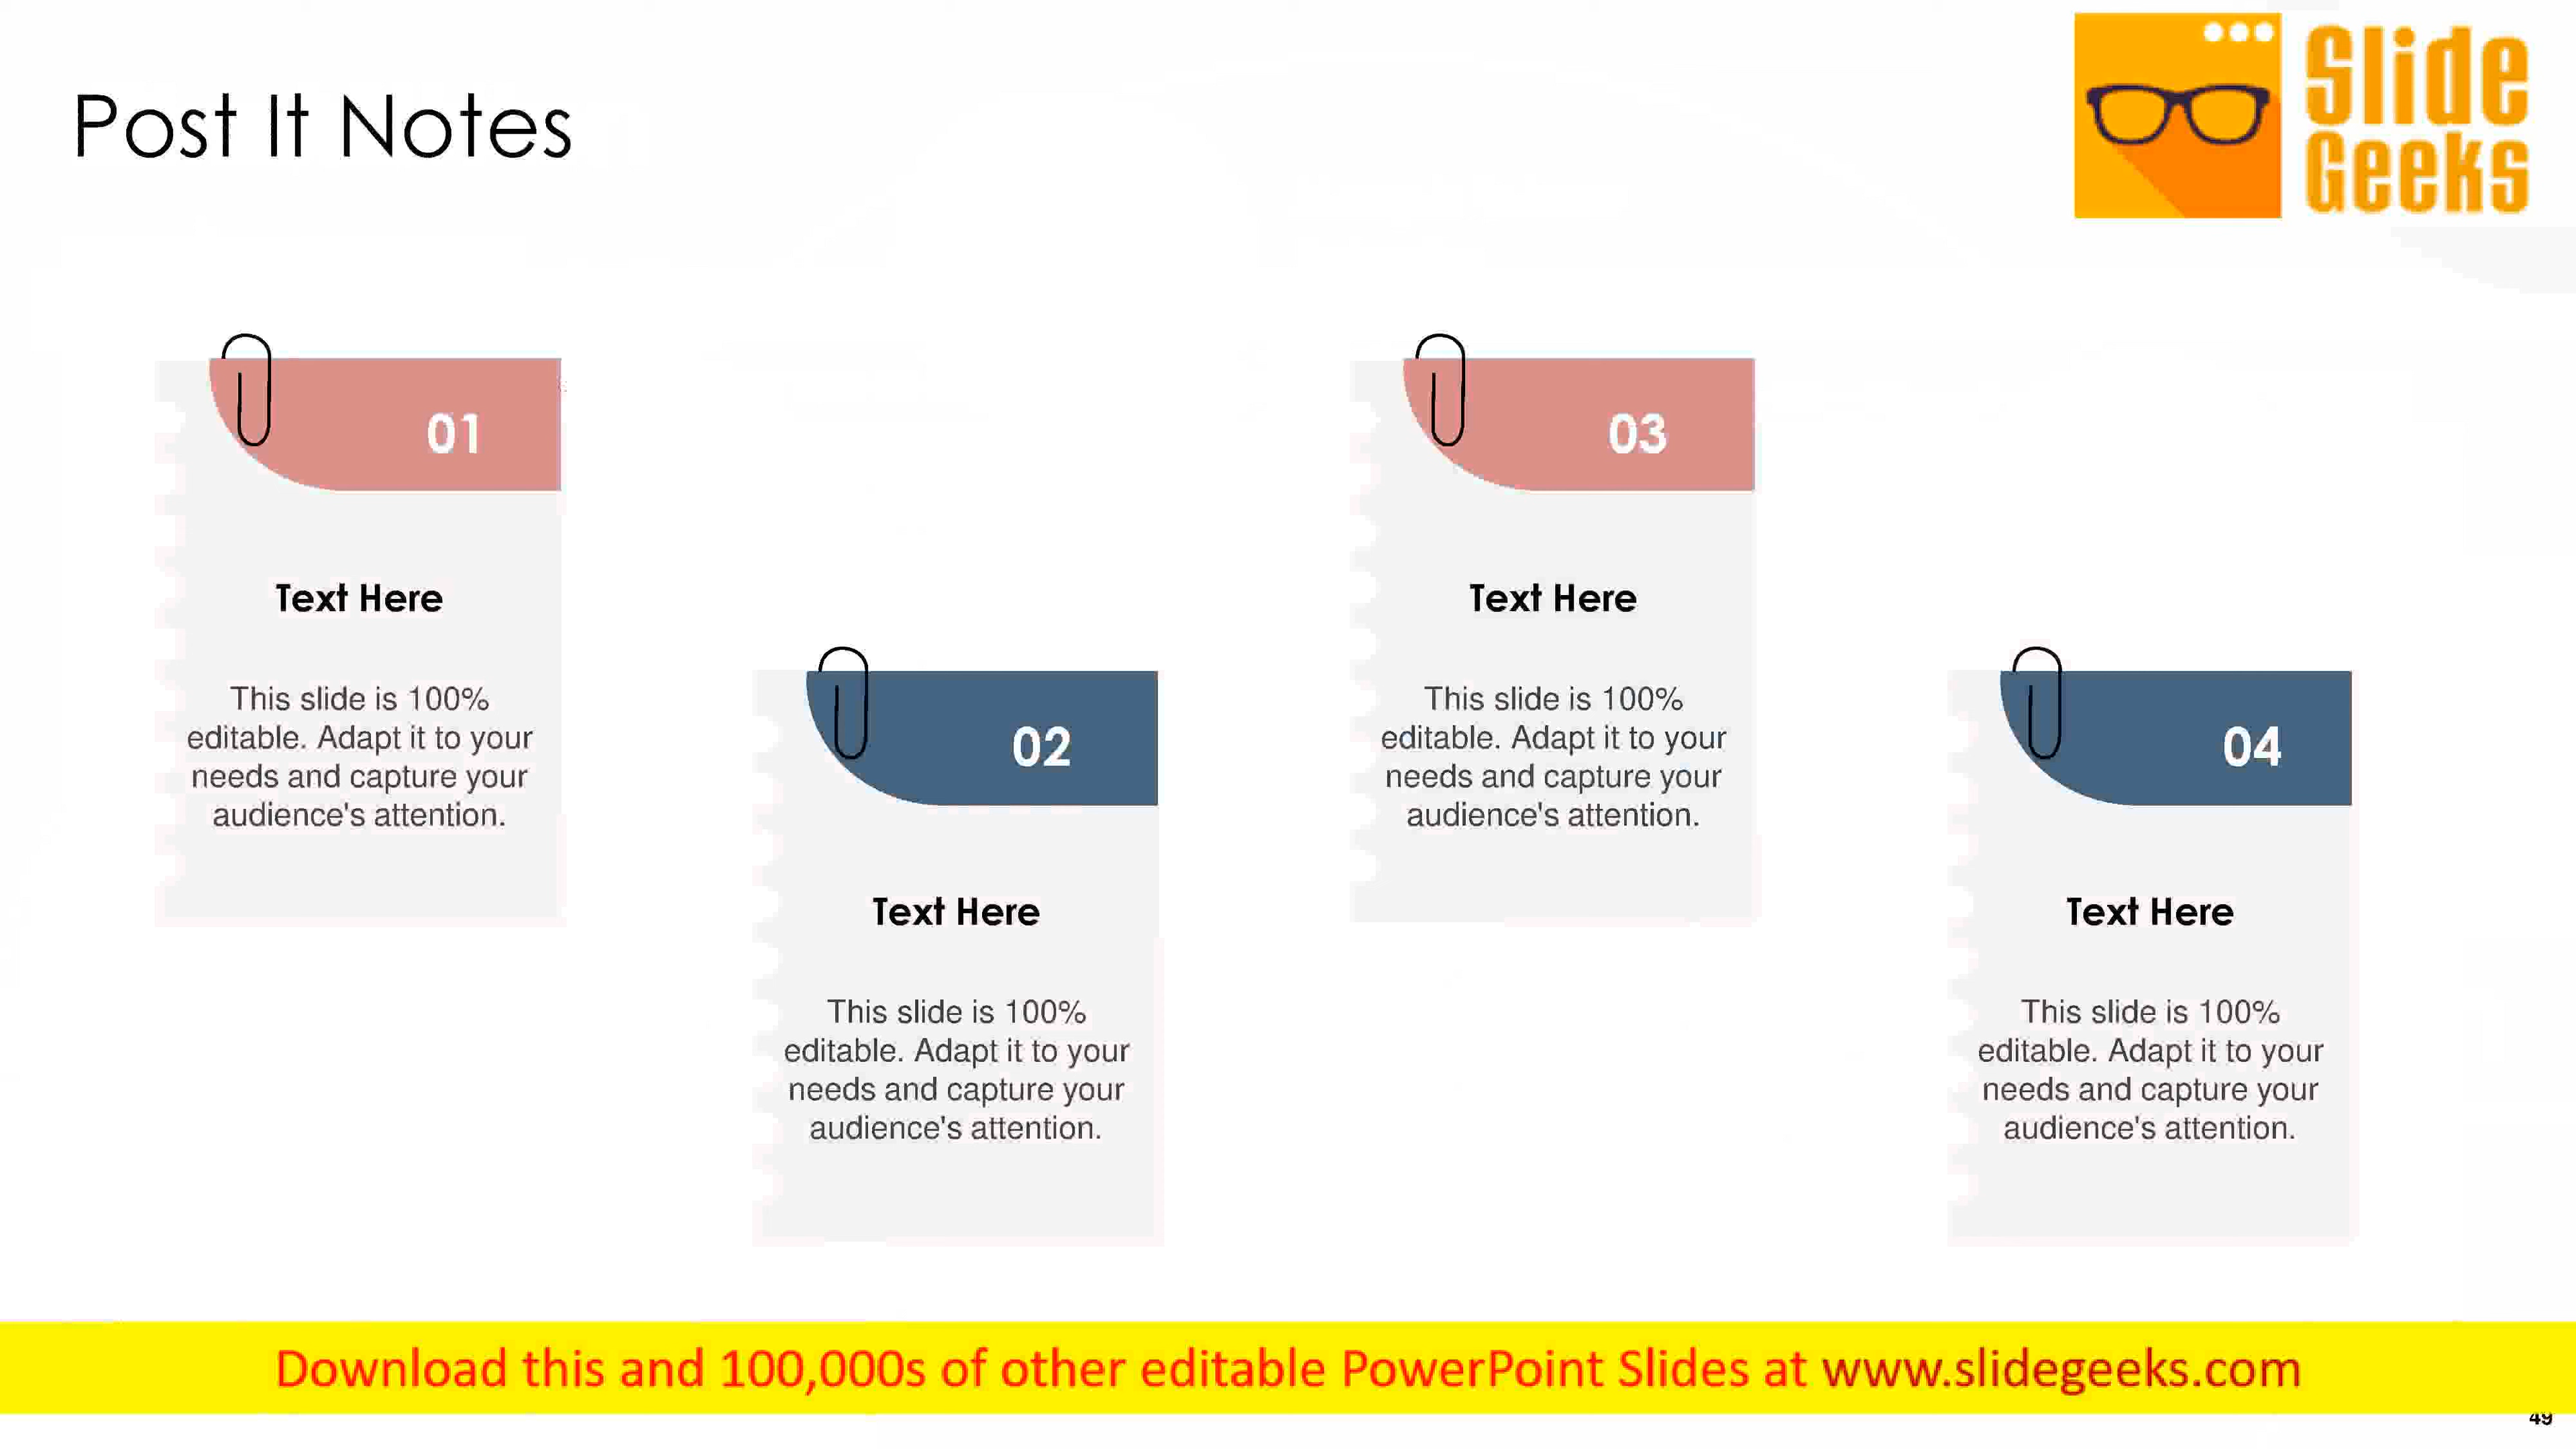 Post It Notes
Slide
Geeks
01
Text Here
This slide is 100%
editable. Adapt it to your
needs and capture your
audience's attention.
02
Text Here
This slide is 100%
editable. Adapt it to your
needs and capture your
audience's attention.
03
Text Here
This slide is 100%
editable. Adapt it to your
needs and capture your
audience's attention.
04
Text Here
This slide is 100%
editable. Adapt it to your
needs and capture your
audience's attention.
Download this and 100,000s of other editable PowerPoint Slides at www.slidegeeks.com
49